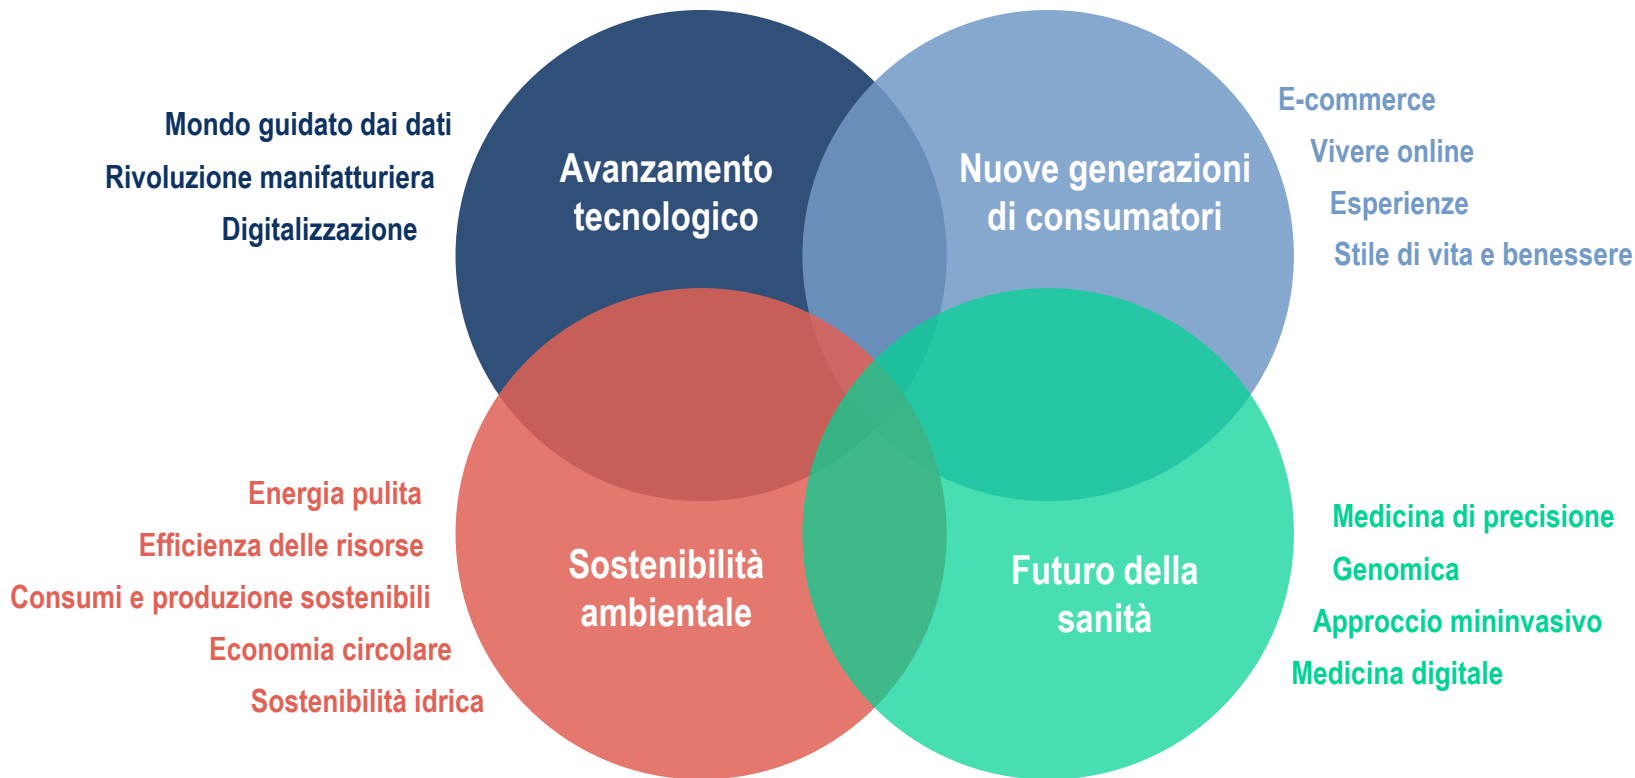 Mondo guidato dai dati
Rivoluzione manifatturiera
Digitalizzazione
Avanzamento
tecnologico
Nuove generazioni
di consumatori
E-commerce
Vivere online
Esperienze
Stile di vita e benessere
Energia pulita
Efficienza delle risorse
Consumi e produzione sostenibili
Economia circolare
Sostenibilità idrica
Sostenibilità
ambientale
Futuro della
sanità
Medicina di precisione
Genomica
Approccio mininvasivo
Medicina digitale